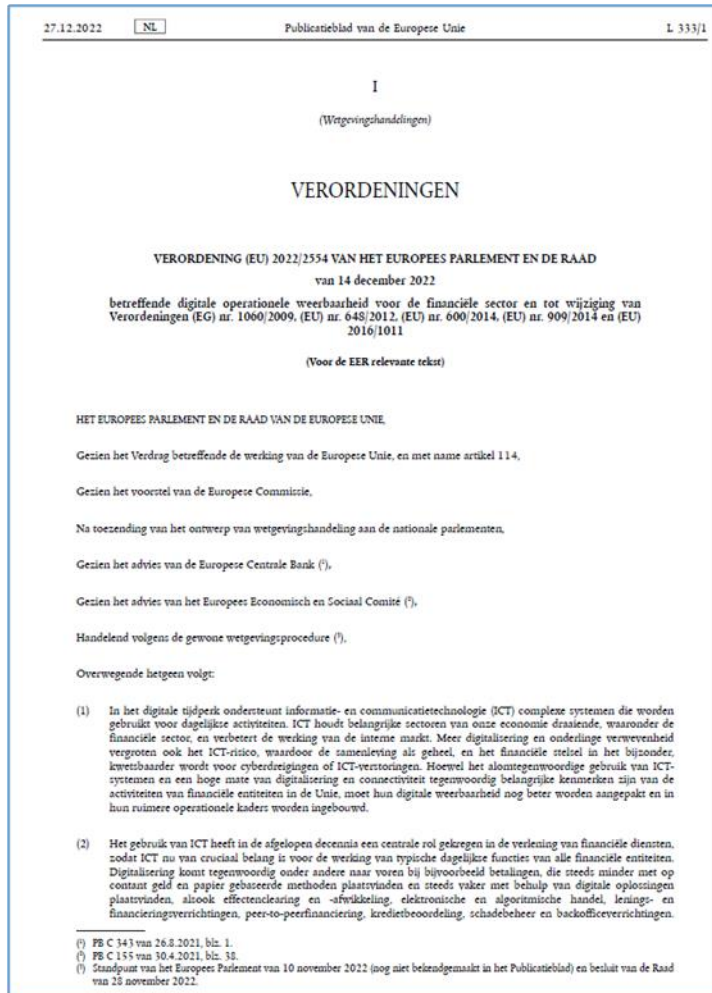 27.12.2022 NL Publicatieblad van de Europese Unie L 333/1
I
(Wetgevingshandelingen)
VERORDENINGEN
VERORDENING (EU) 2022/2554 VAN HET EUROPEES PARLEMENT EN DE RAAD
van 14 december 2022
betreffende digitale operationele weerbaarheid voor de financiële sector en tot wijziging van
Verordeningen (EG) nr. 1060/2009, (EU) nr. 648/2012, (EU) nr. 600/2014, (EU) nr. 909/2014 en (EU)
2016/1011
(Voor de EER relevante tekst)
HET EUROPEES PARLEMENT EN DE RAAD VAN DE EUROPESE UNIE,
Gezien het Verdrag betreffende de werking van de Europese Unie, en met name artikel 114,
Gezien het voorstel van de Europese Commissie,
Na toezending van het ontwerp van wetgevingshandeling aan de nationale parlementen,
Gezien het advies van de Europese Centrale Bank (¹),
Gezien het advies van het Europees Economisch en Sociaal Comité (²),
Handelend volgens de gewone wetgevingsprocedure (³),
Overwegende hetgeen volgt:
(1) In het digitale tijdperk ondersteunt informatie- en communicatietechnologie (ICT) complexe systemen die worden
gebruikt voor dagelijkse activiteiten. ICT houdt belangrijke sectoren van onze economie draaiende, waaronder de
financiële sector, en verbetert de werking van de interne markt. Meer digitalisering en onderlinge verwevenheid
vergroten ook het ICT-risico, waardoor de samenleving als geheel, en het financiële stelsel in het bijzonder,
kwetsbaarder wordt voor cyberdreigingen of ICT-verstoringen. Hoewel het alomtegenwoordige gebruik van ICT-
systemen en een hoge mate van digitalisering en connectiviteit tegenwoordig belangrijke kenmerken zijn van de
activiteiten van financiële entiteiten in de Unie, moet hun digitale weerbaarheid nog beter worden aangepakt en in
hun ruimere operationele kaders worden ingebouwd.
(2) Het gebruik van ICT heeft in de afgelopen decennia een centrale rol gekregen in de verlening van financiële diensten,
zodat ICT nu van cruciaal belang is voor de werking van typische dagelijkse functies van alle financiële entiteiten.
Digitalisering komt tegenwoordig onder andere naar voren bij bijvoorbeeld betalingen, die steeds minder met op
contant geld en papier gebaseerde methoden plaatsvinden en steeds vaker met behulp van digitale oplossingen
plaatsvinden, alsook effectenclearing en -afwikkeling, elektronische en algoritmische handel, lenings- en
financieringsverrichtingen, peer-to-peerfinanciering, kredietbeoordeling, schadebeheer en backofficeverrichtingen.
(¹) PB C 343 van 26.8.2021, blz. 1.
(²) PB C 155 van 30.4.2021, blz. 38.
(³) Standpunt van het Europees Parlement van 10 november 2022 (nog niet bekendgemaakt in het Publicatieblad) en besluit van de Raad
van 28 november 2022.